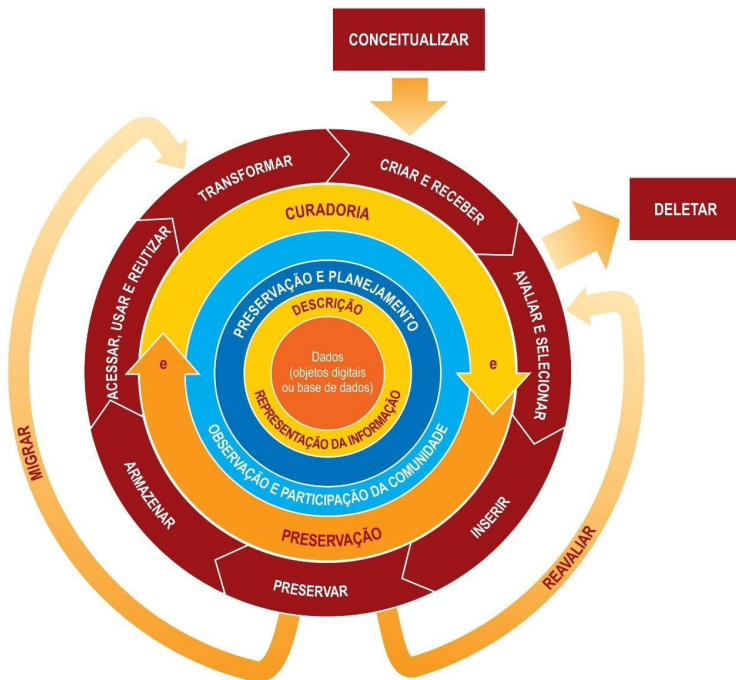 CONCEITUALIZAR
TRANSFORMAR
CRIAR E RECEBER
DELETAR
CURADORIA
ACESSAR, USAR E REUTIZAR
PRESERVAÇÃO E PLANEJAMENTO
AVALIAR E SELECIONAR
DESCRIÇÃO
Dados
(objetos digitais
ou base de dados)
e
e
REPRESENTAÇÃO DA INFORMAÇÃO
OBSERVAÇÃO E PARTICIPAÇÃO DA COMUNIDADE
MIGRAR
ARMAZENAR
INSERIR
PRESERVAÇÃO
REAVALIAR
PRESERVAR